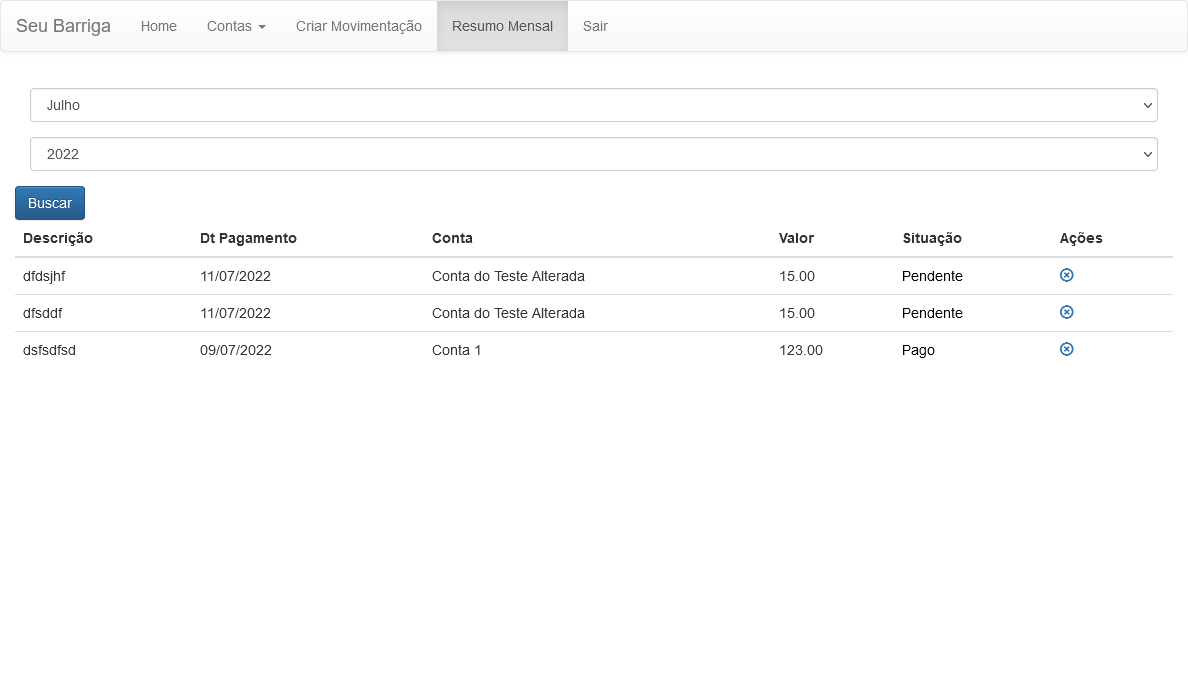 Seu Barriga Home Contas Criar Movimentação Resumo Mensal Sair
Julho
2022
Buscar
Descrição Dt Pagamento Conta Valor Situação Ações
dfdsjhf 11/07/2022 Conta do Teste Alterada 15.00 Pendente
dfsddf 11/07/2022 Conta do Teste Alterada 15.00 Pendente
dsfsdfsd 09/07/2022 Conta 1 123.00 Pago